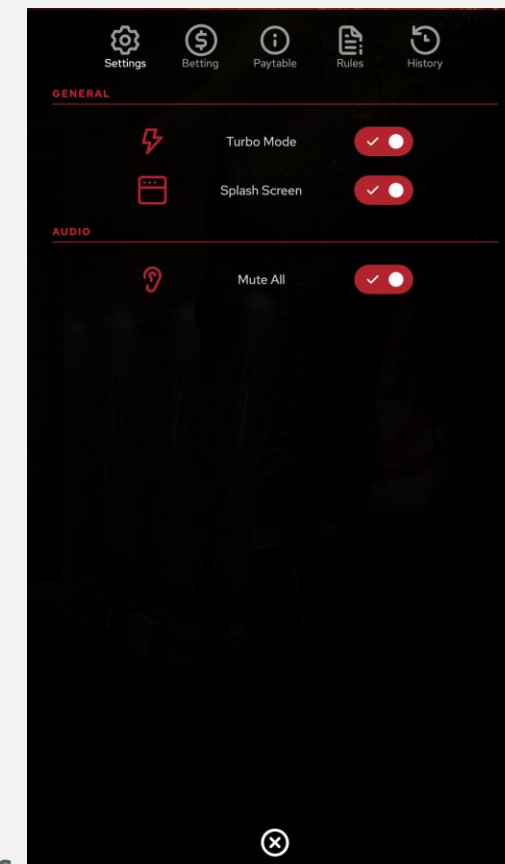 Settings Betting Paytable Rules History
GENERAL
Turbo Mode
Splash Screen
AUDIO
Mute All